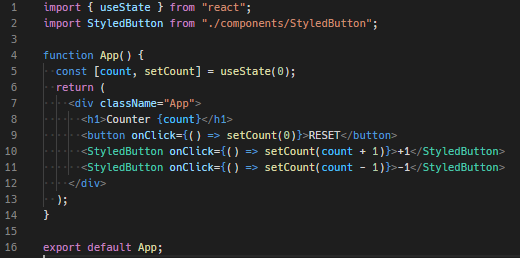 1 import { useState } from "react";
2 import StyledButton from "./components/StyledButton";
3
4 function App() {
5   const [count, setCount] = useState(0);
6   return (
7     <div className="App">
8       <h1>Counter {count}</h1>
9       <button onClick={() => setCount(0)}>RESET</button>
10       <StyledButton onClick={() => setCount(count + 1)}>+1</StyledButton>
11       <StyledButton onClick={() => setCount(count - 1)}>-1</StyledButton>
12     </div>
13   );
14 }
15
16 export default App;